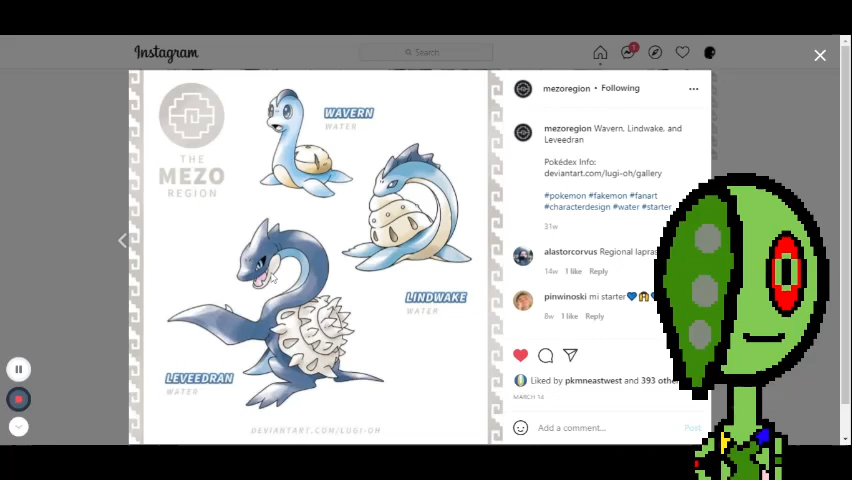 Instagram
Search
1
THE
MEZO
REGION
WAVERN
WATER
LINDWAKE
WATER
LEVEEDRAN
WATER
DEVIANTART.COM/LUGI-OH
mezoregion • Following
mezoregion Wavern, Lindwake, and
Leveedran
Pokédex Info:
deviantart.com/lugi-oh/gallery
#pokemon #fakemon #fanart
#characterdesign #water #starter
31w
alastorcorvus Regional lapras
14w 1 like Reply
pinwinoski mi starter
8w 1 like Reply
Liked by pkmneastwest and 393 othe
MARCH 14
Add a comment...
Post